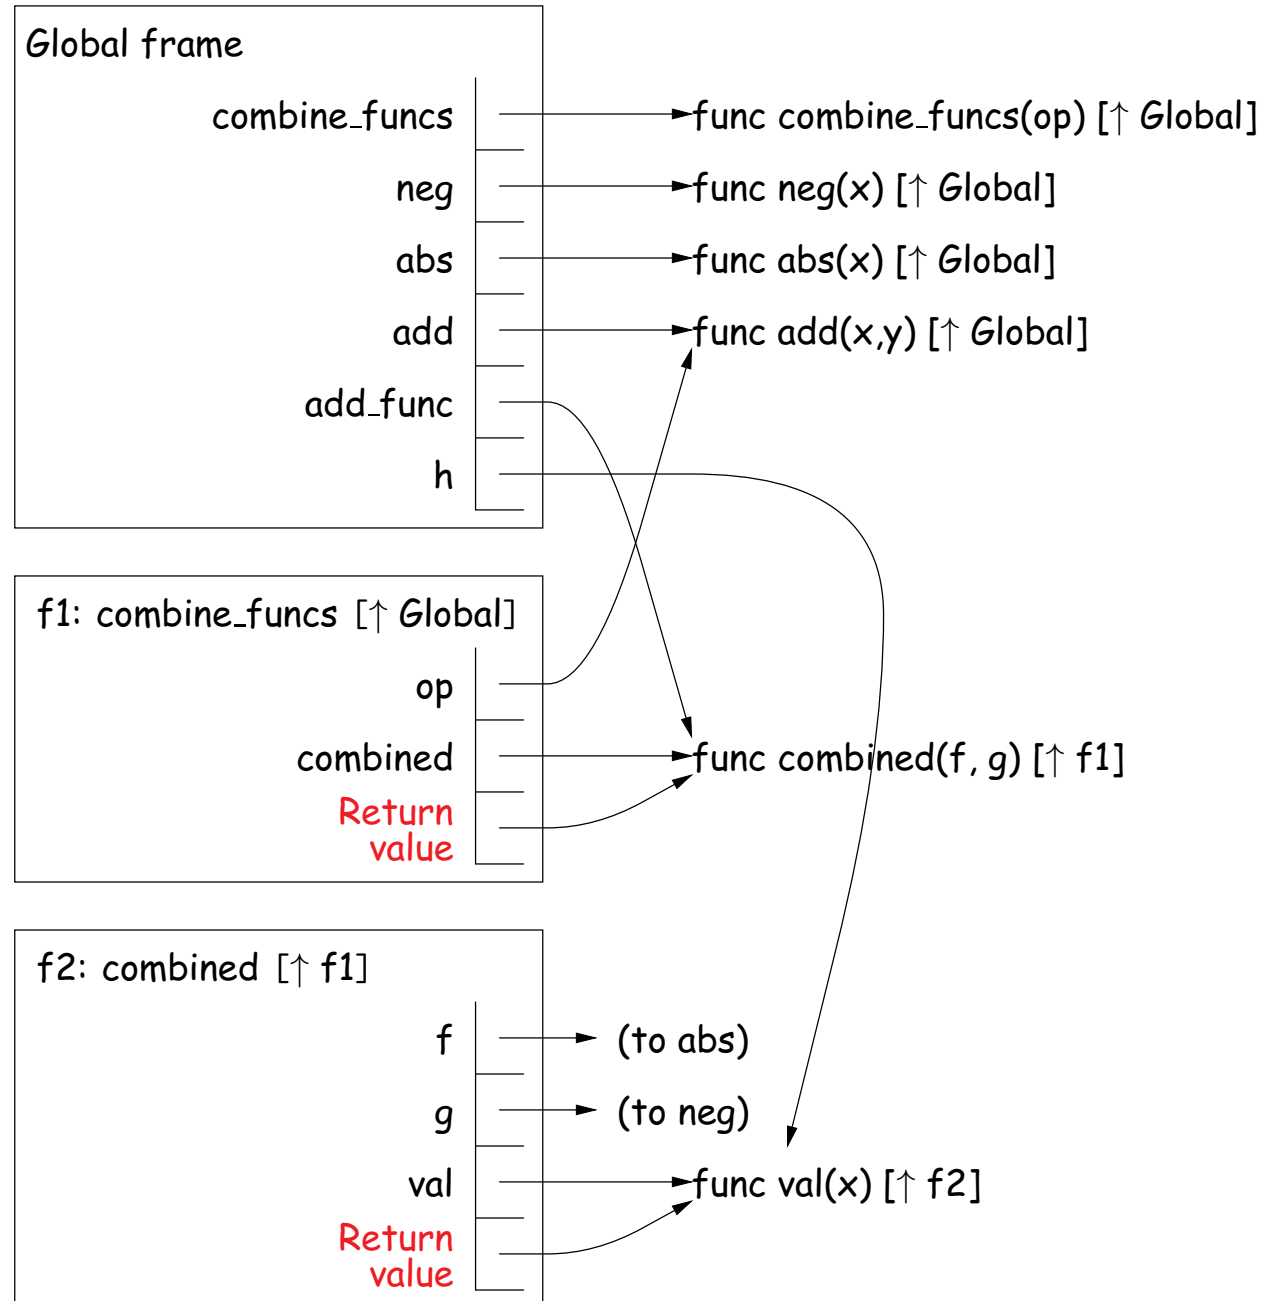 Global frame
combine_funcs func combine_funcs(op) [↑ Global]
neg func neg(x) [↑ Global]
abs func abs(x) [↑ Global]
add func add(x,y) [↑ Global]
add_func
h
f1: combine_funcs [↑ Global]
op
combined func combined(f, g) [↑ f1]
Return
value
f2: combined [↑ f1]
f (to abs)
g (to neg)
val func val(x) [↑ f2]
Return
value